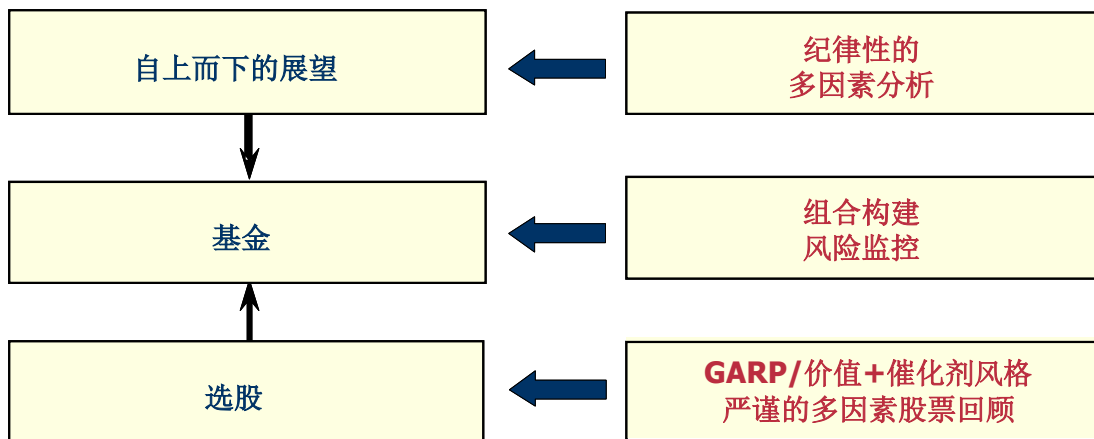 自上而下的展望
纪律性的
多因素分析
基金
组合构建
风险监控
选股
GARP/价值+催化剂风格
严谨的多因素股票回顾